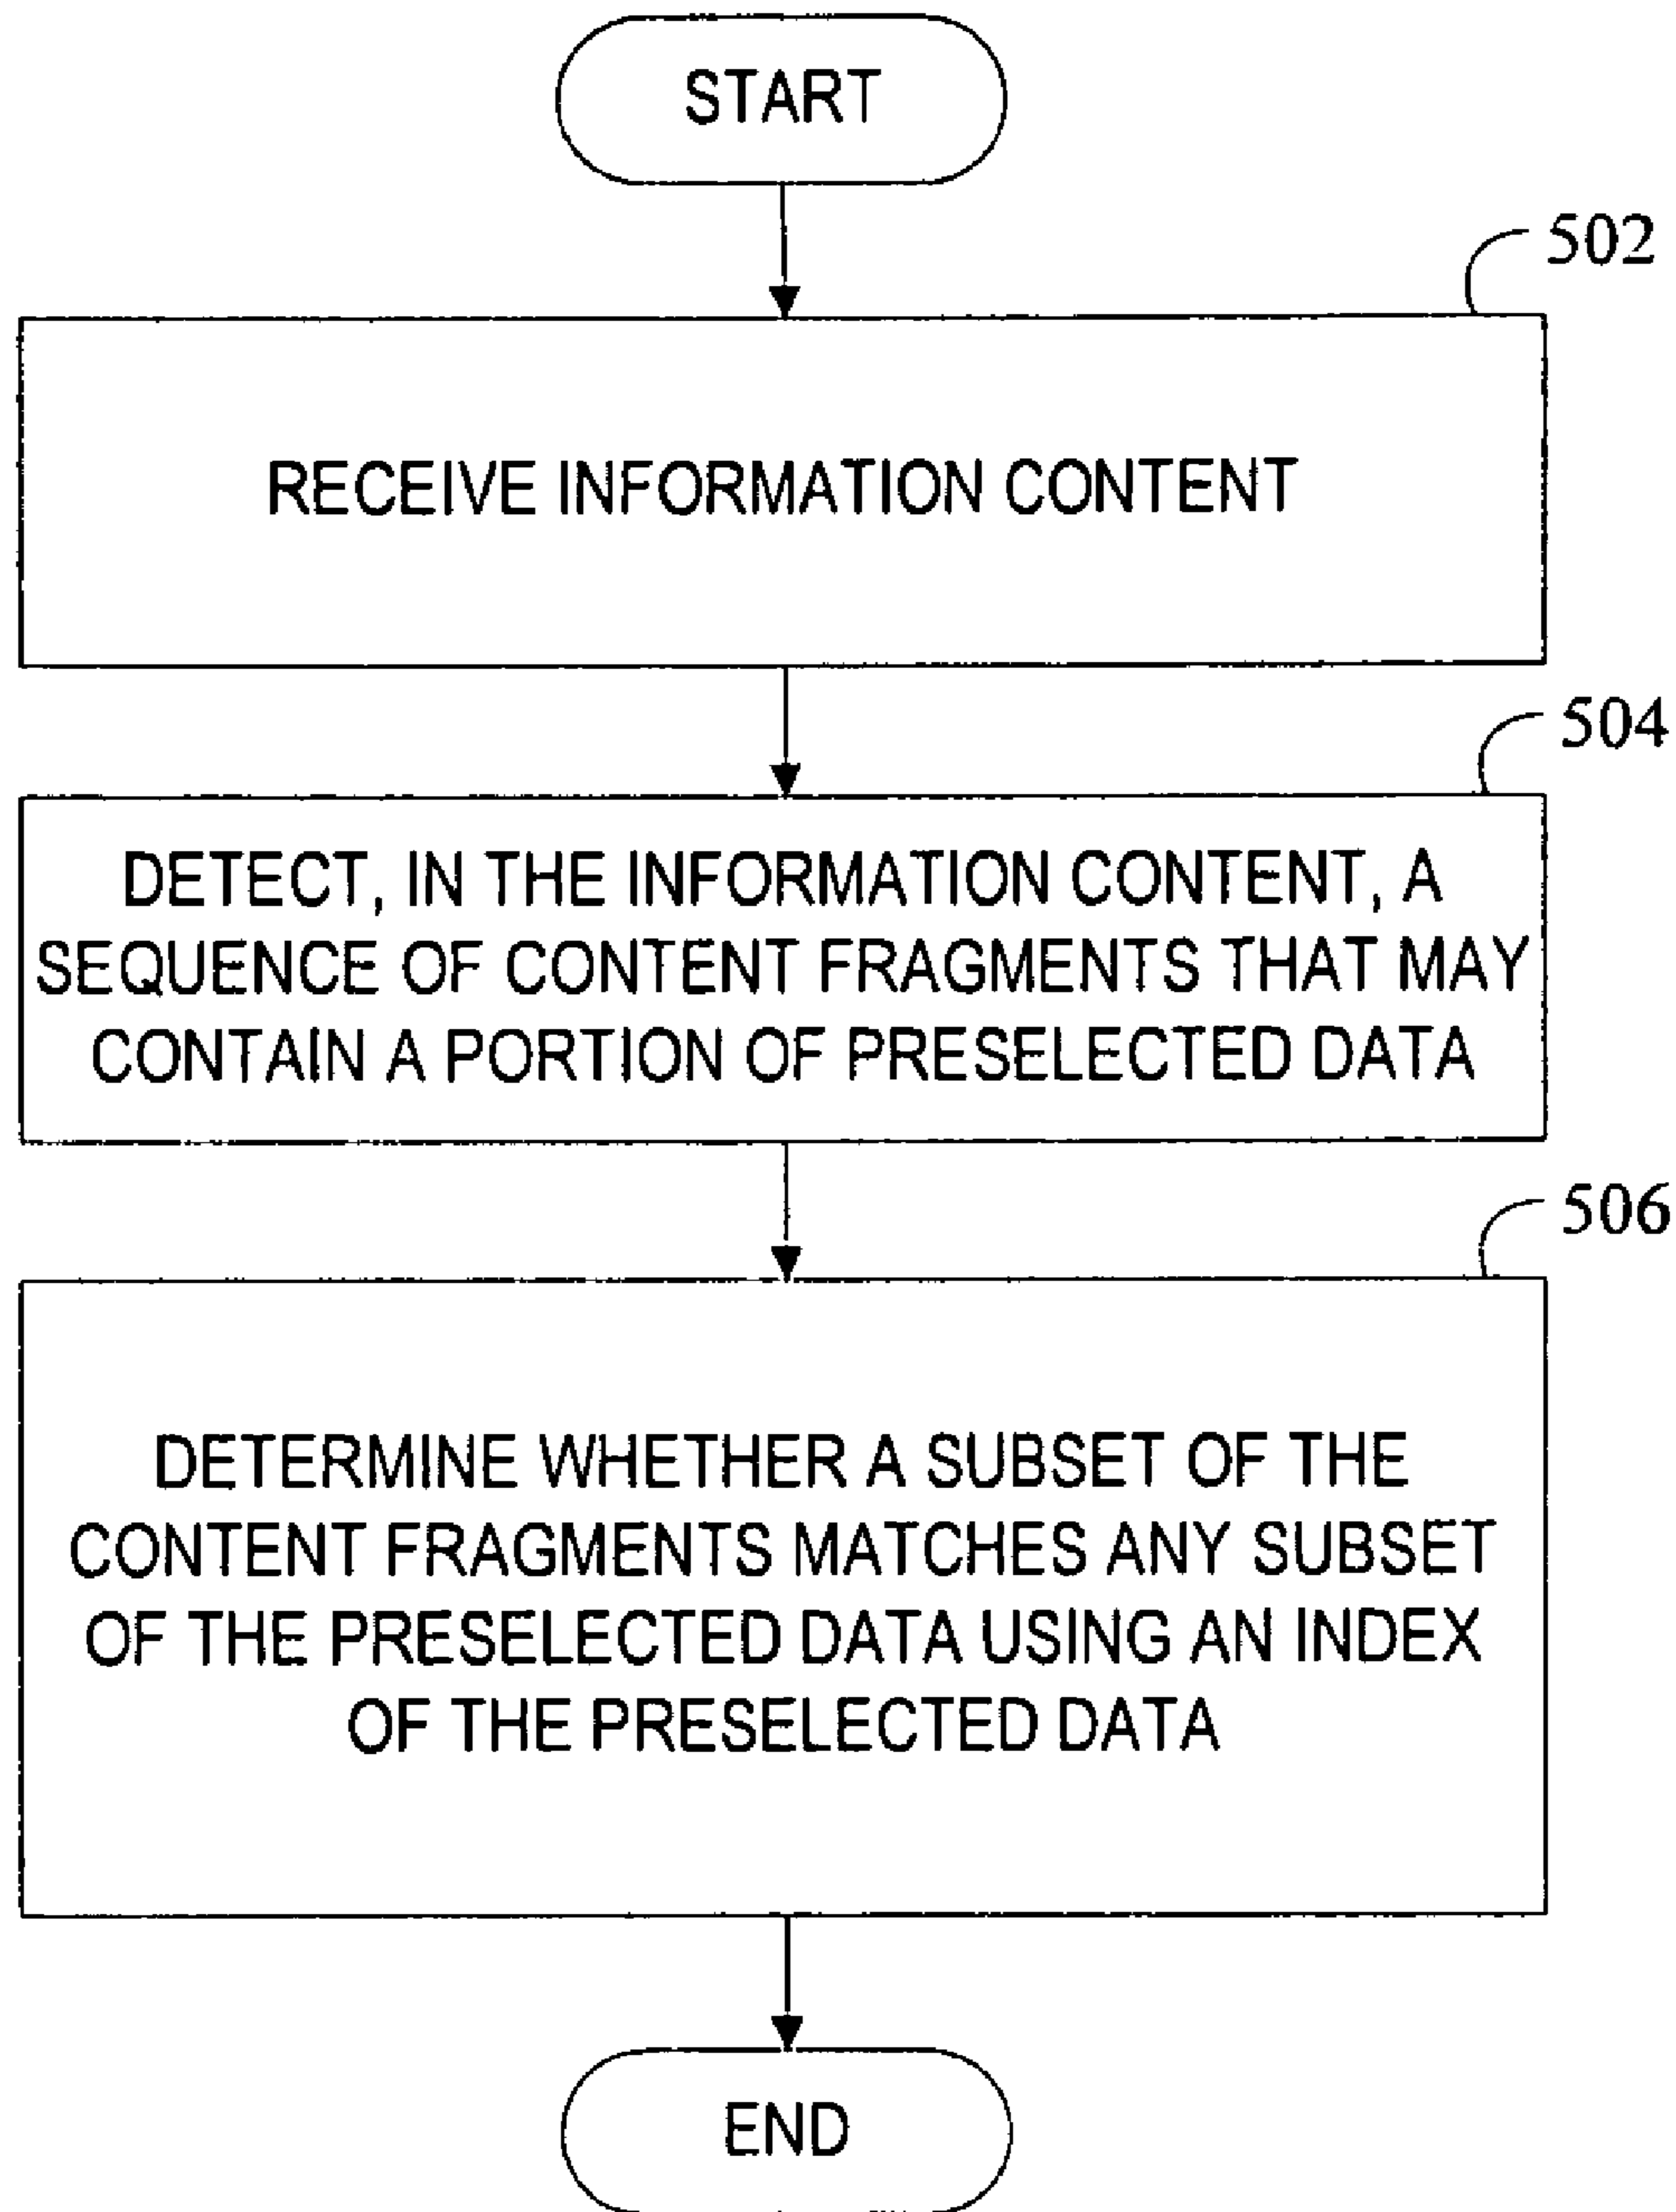 START
502
RECEIVE INFORMATION CONTENT
504
DETECT, IN THE INFORMATION CONTENT, A
SEQUENCE OF CONTENT FRAGMENTS THAT MAY
CONTAIN A PORTION OF PRESELECTED DATA
506
DETERMINE WHETHER A SUBSET OF THE
CONTENT FRAGMENTS MATCHES ANY SUBSET
OF THE PRESELECTED DATA USING AN INDEX
OF THE PRESELECTED DATA
END